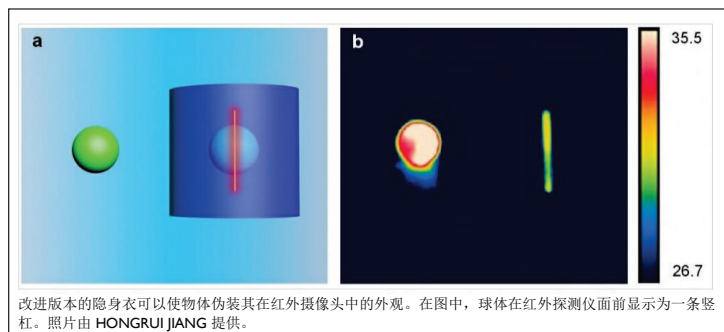 a
b
35.5
26.7
改进版本的隐身衣可以使物体伪装其在红外摄像头中的外观。在图中，球体在红外探测仪面前显示为一条竖
杠。照片由 HONGRUI JIANG 提供。